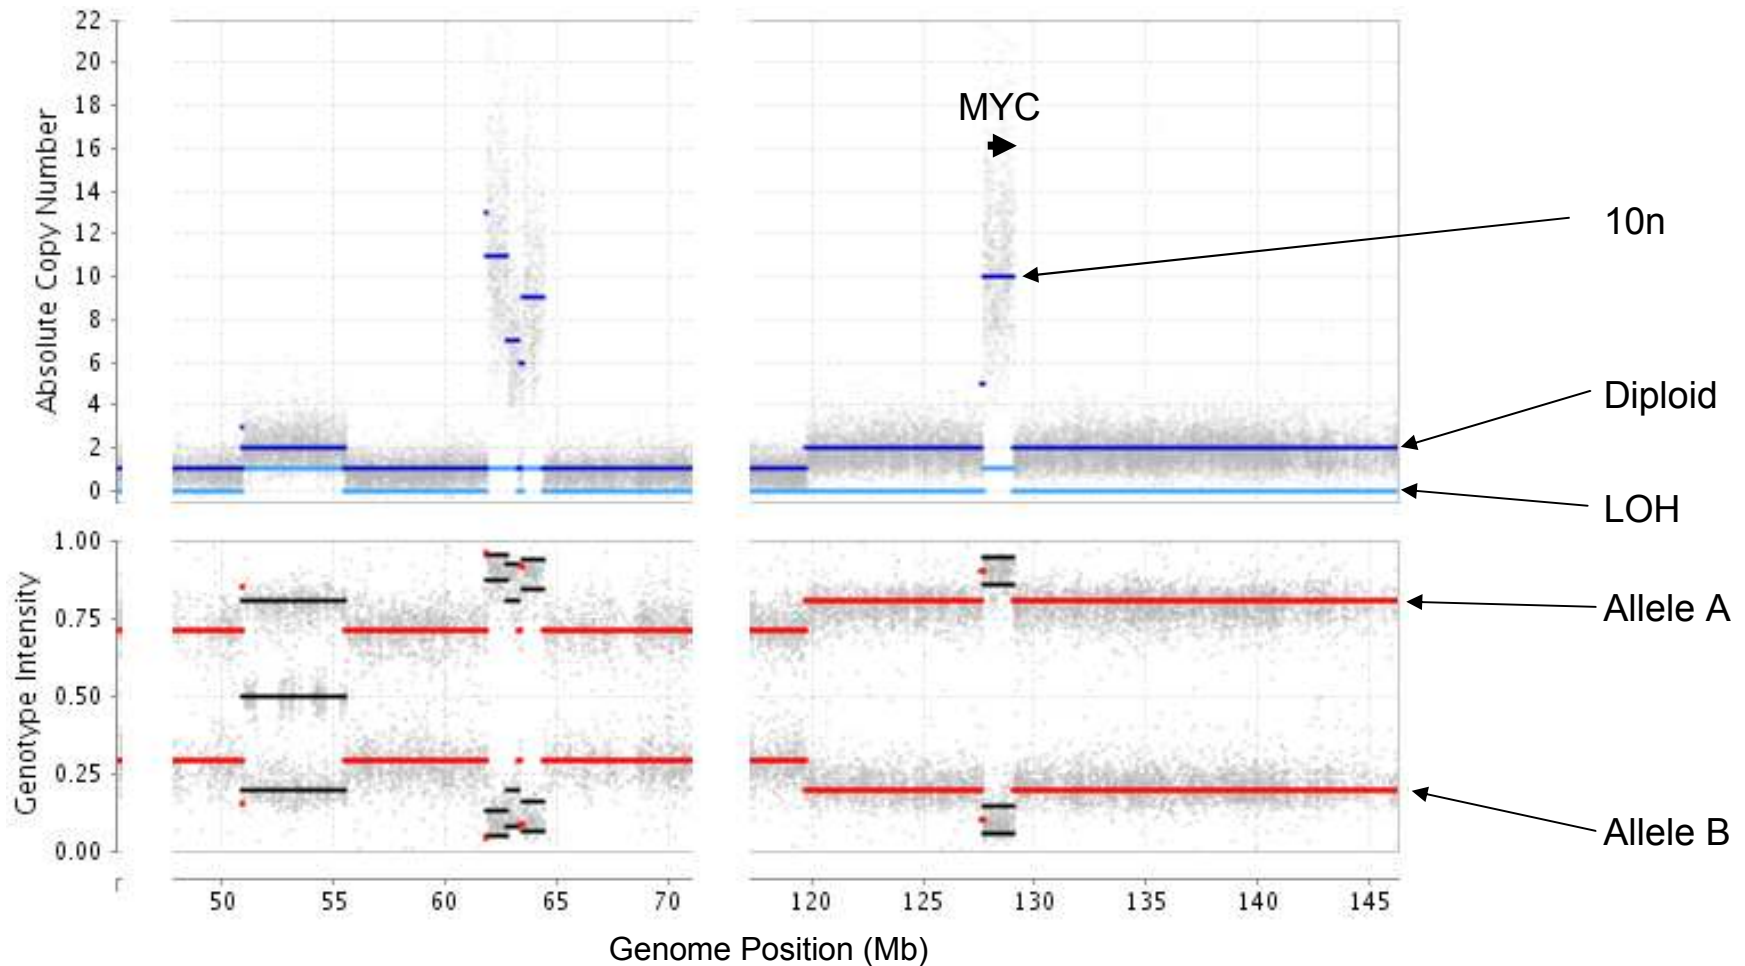 22
20
18
16
14
12
10
8
6
4
2
0
Absolute Copy Number
MYC
10n
Diploid
LOH
1.00
0.75
0.50
0.25
0.00
Genotype Intensity
Allele A
Allele B
50 55 60 65 70 120 125 130 135 140 145
Genome Position (Mb)